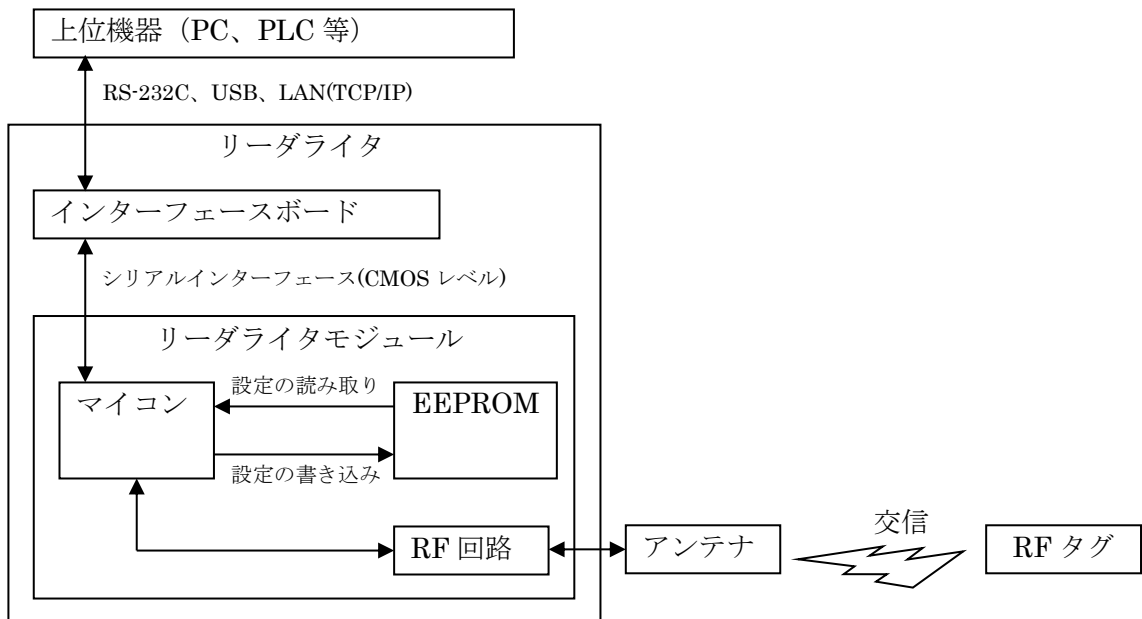 上位機器（PC、PLC 等）
RS-232C、USB、LAN(TCP/IP)
リーダライタ
インターフェースボード
シリアルインターフェース(CMOS レベル)
リーダライタモジュール
マイコン
設定の読み取り
EEPROM
設定の書き込み
RF 回路
アンテナ
交信
RF タグ